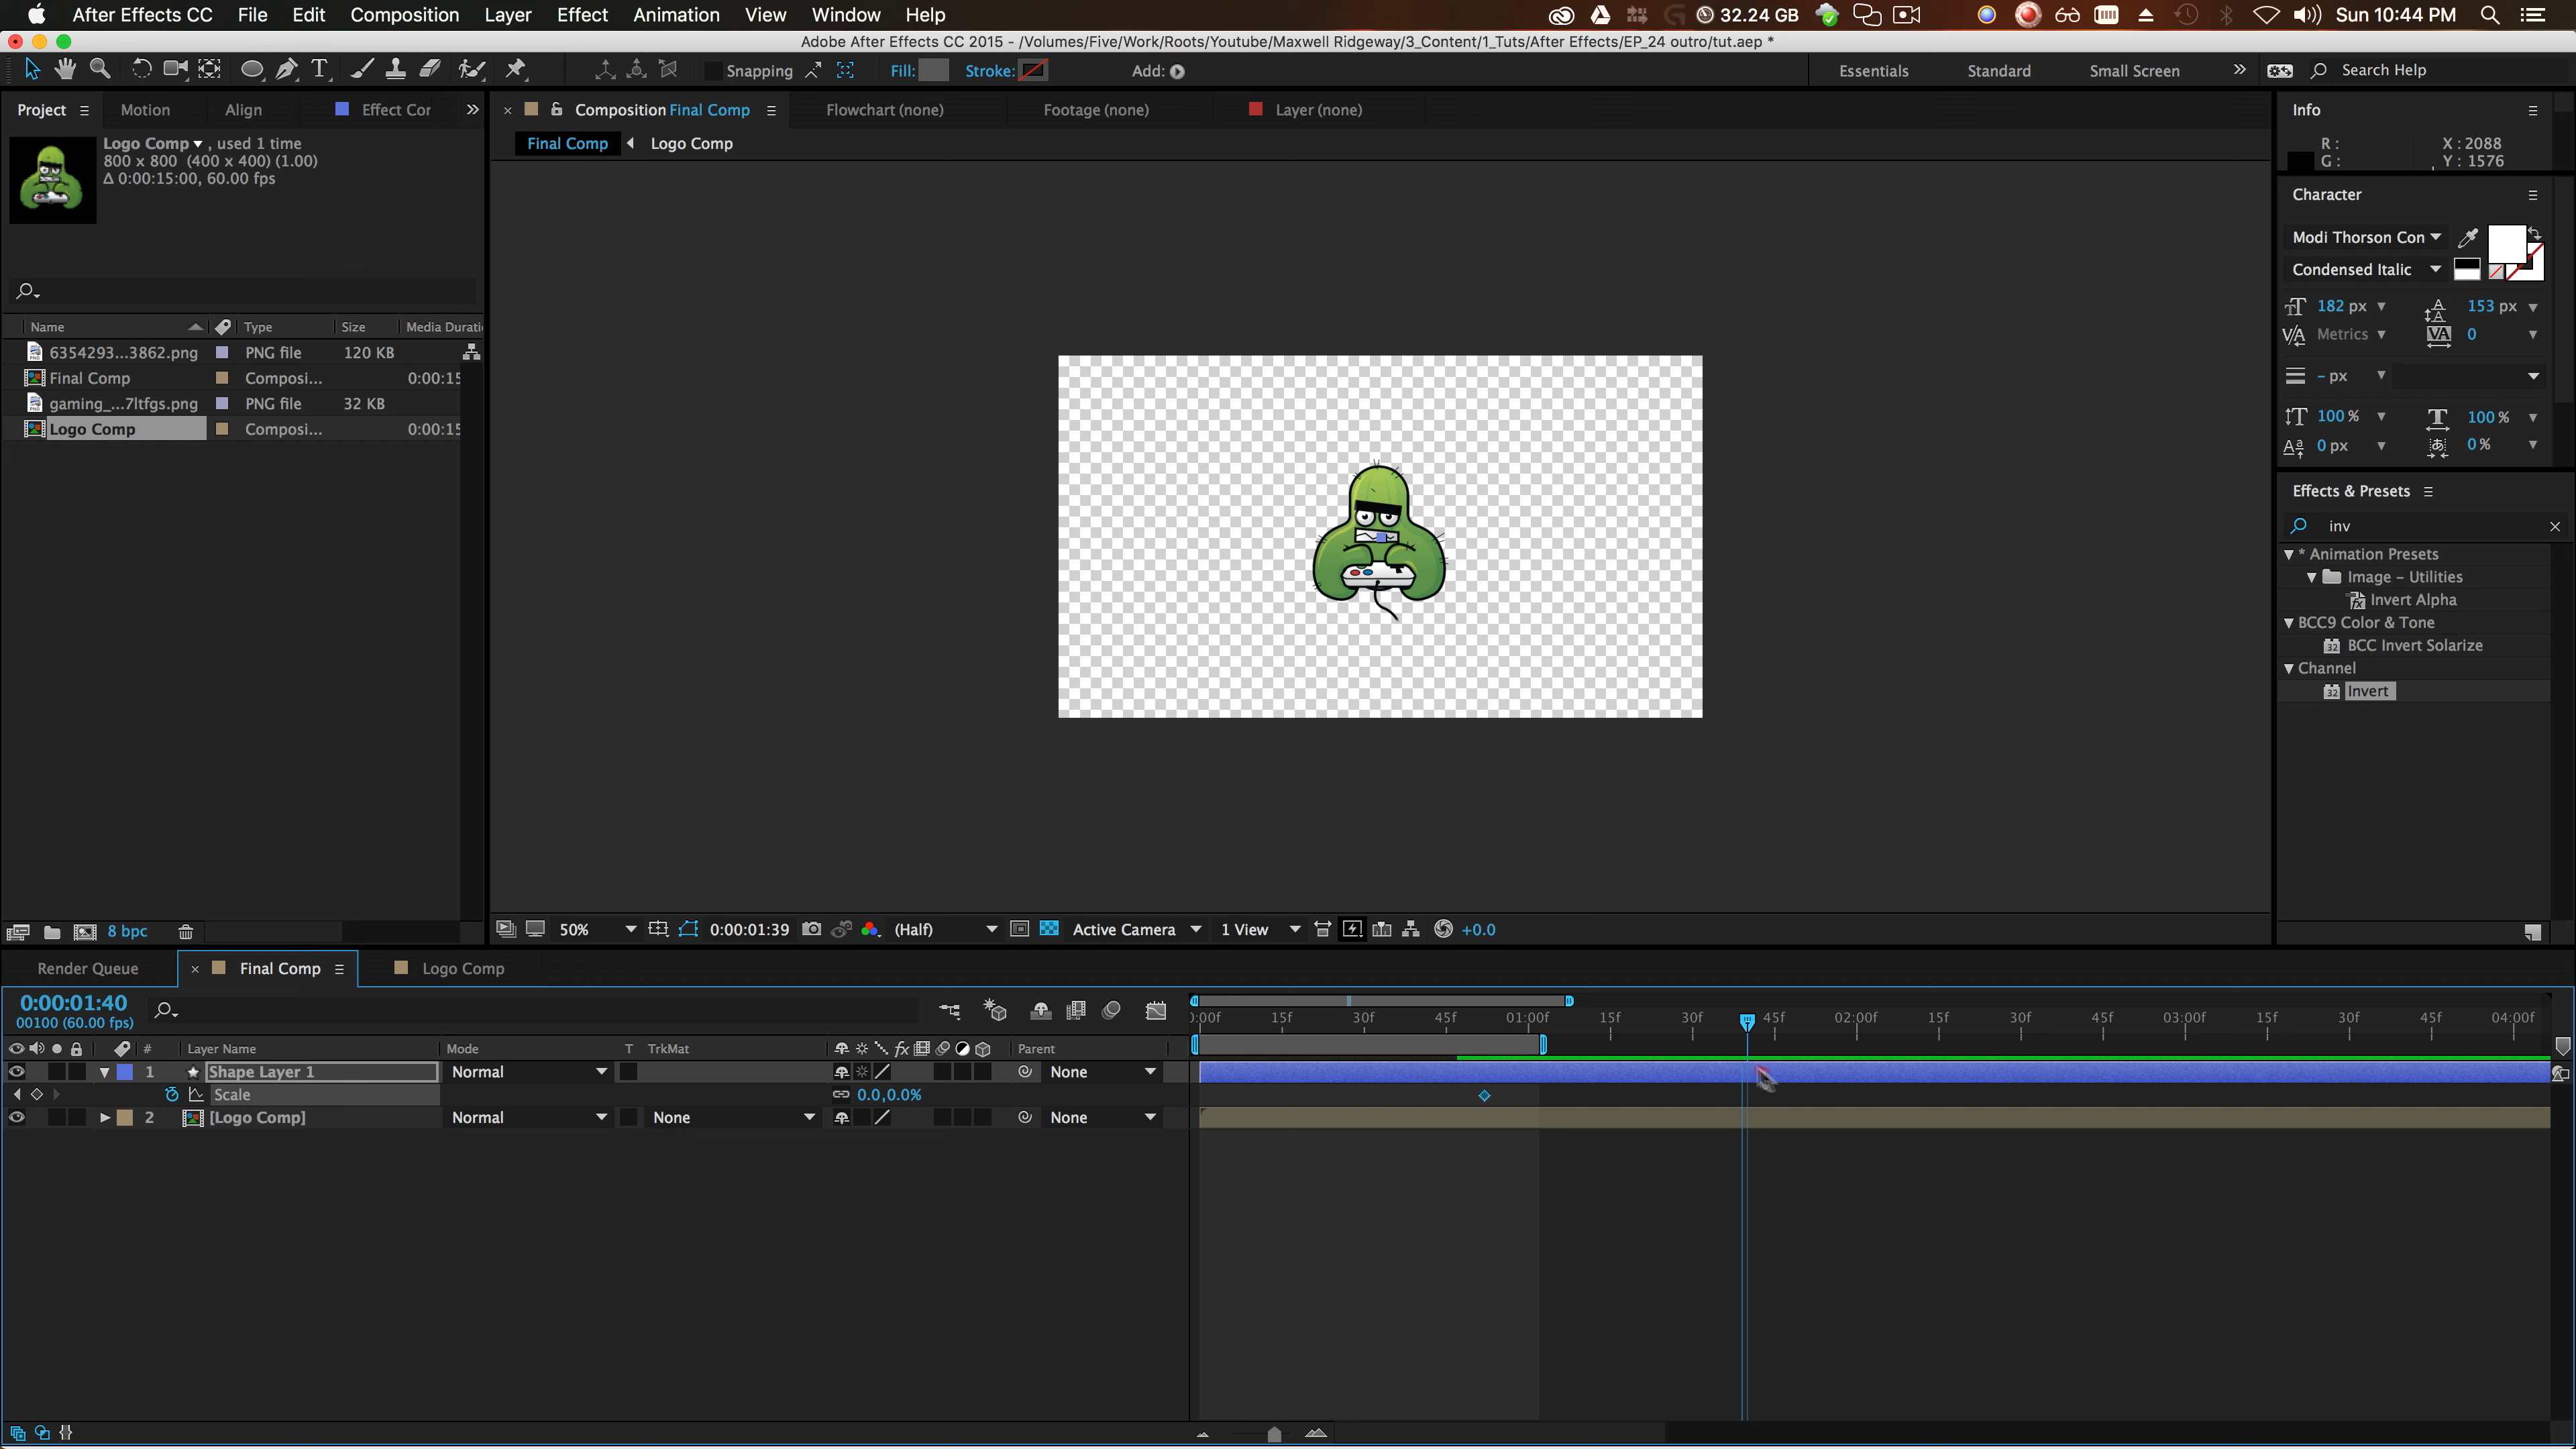 After Effects CC File Edit Composition Layer Effect Animation View Window Help 32.24 GB Sun 10:44 PM
Adobe After Effects CC 2015 - /Volumes/Five/Work/Roots/Youtube/Maxwell Ridgeway/3_Content/1_Tuts/After Effects/EP_24 outro/tut.aep *
Snapping Fill: Stroke: Add: Essentials Standard Small Screen Search Help
Project Motion Align Effect Cor
Composition Final Comp Flowchart (none) Footage (none) Layer (none)
Final Comp Logo Comp
Logo Comp , used 1 time
800 x 800 (400 x 400) (1.00)
Δ 0:00:15:00, 60.00 fps
Name Type Size Media Durati
6354293...3862.png PNG file 120 KB
Final Comp Composi... 0:00:15
gaming_...7ltfgs.png PNG file 32 KB
Logo Comp Composi... 0:00:15
8 bpc
50% 0:00:01:39 (Half) Active Camera 1 View +0.0
Info
R : X : 2088
G : Y : 1576
Character
Modi Thorson Con
Condensed Italic
182 px 153 px
Metrics 0
- px
100 % 100 %
0 px 0 %
Effects & Presets
inv
* Animation Presets
Image – Utilities
Invert Alpha
BCC9 Color & Tone
BCC Invert Solarize
Channel
32 Invert
Render Queue Final Comp Logo Comp
0:00:01:40
00100 (60.00 fps)
):00f 15f 30f 45f 01:00f 15f 30f 45f 02:00f 15f 30f 45f 03:00f 15f 30f 45f 04:00f
# Layer Name Mode T TrkMat fx Parent
1 Shape Layer 1 Normal None
Scale 0.0,0.0%
2 [Logo Comp] Normal None None